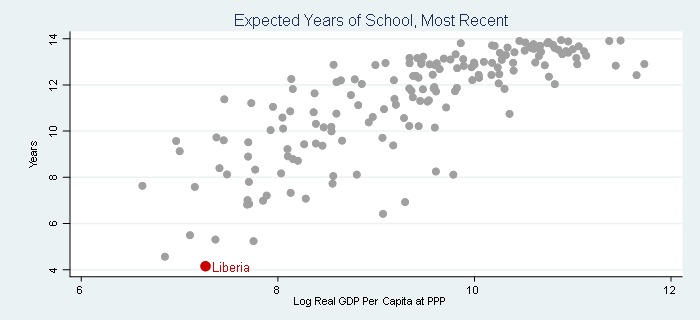 Expected Years of School, Most Recent
14
12
10
8
6
4
Years
Liberia
6 8 10 12
Log Real GDP Per Capita at PPP